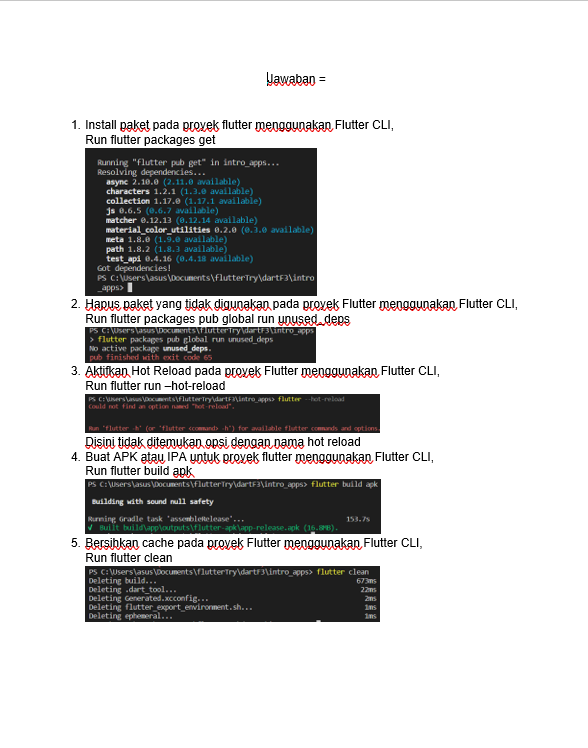 Jawaban =
1. Install paket pada proyek flutter menggunakan Flutter CLI,
Run flutter packages get
Running "flutter pub get" in intro_apps...
Resolving dependencies...
async 2.10.0 (2.11.0 available)
characters 1.2.1 (1.3.0 available)
collection 1.17.0 (1.17.1 available)
js 0.6.5 (0.6.7 available)
matcher 0.12.13 (0.12.14 available)
material_color_utilities 0.2.0 (0.3.0 available)
meta 1.8.0 (1.9.0 available)
path 1.8.2 (1.8.3 available)
test_api 0.4.16 (0.4.18 available)
Got dependencies!
PS C:\Users\asus\Documents\flutterTry\dartF3\intro
_apps>
2. Hapus paket yang tidak digunakan pada proyek Flutter menggunakan Flutter CLI,
Run flutter packages pub global run unused_deps
PS C:\Users\asus\Documents\flutterTry\dartF3\intro_apps
> flutter packages pub global run unused_deps
No active package unused_deps.
pub finished with exit code 65
3. Aktifkan Hot Reload pada proyek Flutter menggunakan Flutter CLI,
Run flutter run –hot-reload
PS C:\Users\asus\Documents\flutterTry\dartF3\intro_apps> flutter --hot-reload
Could not find an option named "hot-reload".
Run 'flutter -h' (or 'flutter <command> -h') for available flutter commands and options.
Disini tidak ditemukan opsi dengan nama hot reload
4. Buat APK atau IPA untuk proyek flutter menggunakan Flutter CLI,
Run flutter build apk
PS C:\Users\asus\Documents\flutterTry\dartF3\intro_apps> flutter build apk
Building with sound null safety
Running Gradle task 'assembleRelease'... 153.7s
√ Built build\app\outputs\flutter-apk\app-release.apk (16.8MB).
5. Bersihkan cache pada proyek Flutter menggunakan Flutter CLI,
Run flutter clean
PS C:\Users\asus\Documents\flutterTry\dartF3\intro_apps> flutter clean
Deleting build... 673ms
Deleting .dart_tool... 22ms
Deleting Generated.xcconfig... 2ms
Deleting flutter_export_environment.sh... 1ms
Deleting ephemeral... 1ms